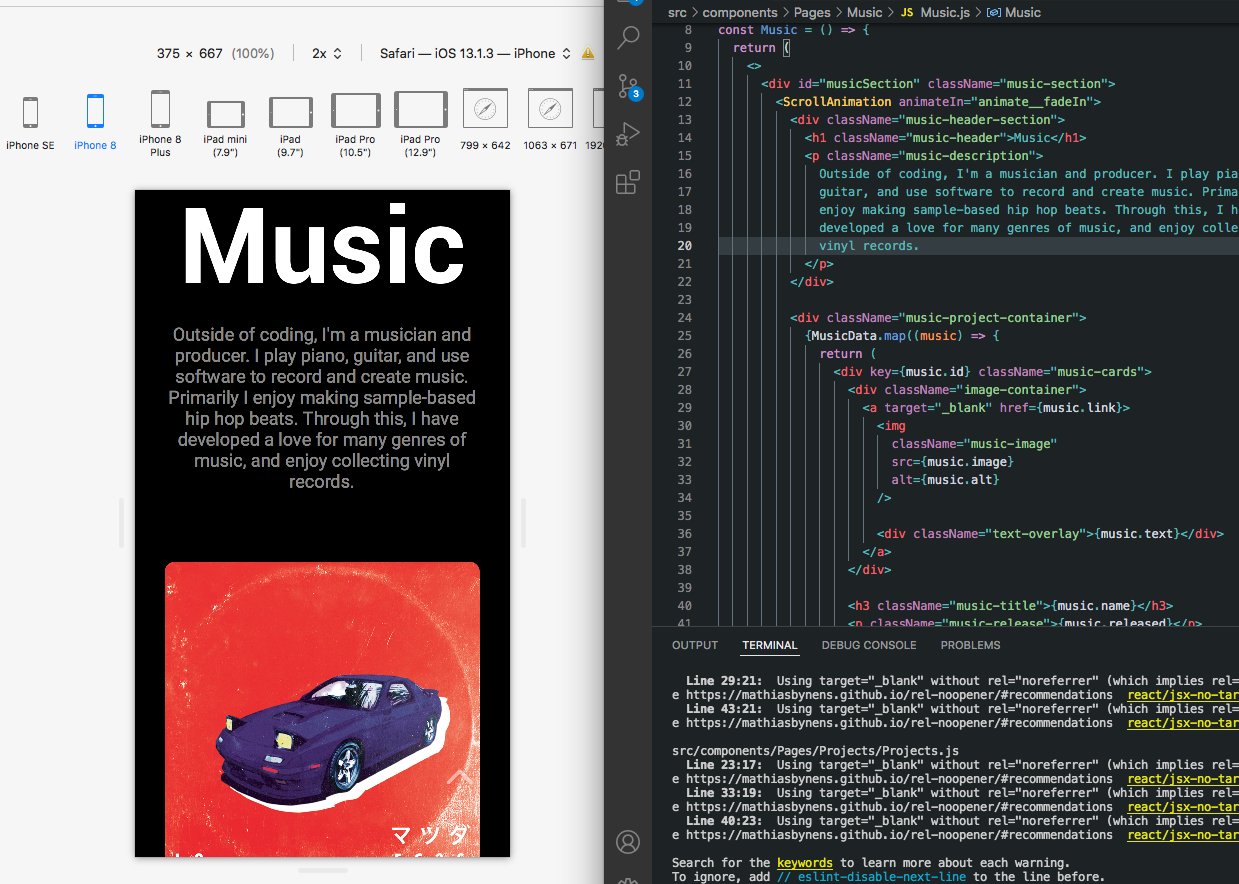 375 × 667 (100%) 2x Safari — iOS 13.1.3 — iPhone
iPhone SE
iPhone 8
iPhone 8
Plus
iPad mini
(7.9")
iPad
(9.7")
iPad Pro
(10.5")
iPad Pro
(12.9")
799 × 642
1063 × 671
Music
Outside of coding, I'm a musician and
producer. I play piano, guitar, and use
software to record and create music.
Primarily I enjoy making sample-based
hip hop beats. Through this, I have
developed a love for many genres of
music, and enjoy collecting vinyl
records.
マツダ
3
src > components > Pages > Music > JS Music.js > Music
8 const Music = () => {
9 return (
10 <>
11 <div id="musicSection" className="music-section">
12 <ScrollAnimation animateIn="animate__fadeIn">
13 <div className="music-header-section">
14 <h1 className="music-header">Music</h1>
15 <p className="music-description">
16 Outside of coding, I'm a musician and producer. I play pia
17 guitar, and use software to record and create music. Prima
18 enjoy making sample-based hip hop beats. Through this, I h
19 developed a love for many genres of music, and enjoy colle
20 vinyl records.
21 </p>
22 </div>
23
24 <div className="music-project-container">
25 {MusicData.map((music) => {
26 return (
27 <div key={music.id} className="music-cards">
28 <div className="image-container">
29 <a target="_blank" href={music.link}>
30 <img
31 className="music-image"
32 src={music.image}
33 alt={music.alt}
34 />
35
36 <div className="text-overlay">{music.text}</div>
37 </a>
38 </div>
39
40 <h3 className="music-title">{music.name}</h3>
41 <p className="music-release">{music.released}</p>
OUTPUT TERMINAL DEBUG CONSOLE PROBLEMS
Line 29:21: Using target="_blank" without rel="noreferrer" (which implies rel=
e https://mathiasbynens.github.io/rel-noopener/#recommendations react/jsx-no-tar
Line 43:21: Using target="_blank" without rel="noreferrer" (which implies rel=
e https://mathiasbynens.github.io/rel-noopener/#recommendations react/jsx-no-tar
src/components/Pages/Projects/Projects.js
Line 23:17: Using target="_blank" without rel="noreferrer" (which implies rel=
e https://mathiasbynens.github.io/rel-noopener/#recommendations react/jsx-no-tar
Line 33:19: Using target="_blank" without rel="noreferrer" (which implies rel=
e https://mathiasbynens.github.io/rel-noopener/#recommendations react/jsx-no-tar
Line 40:23: Using target="_blank" without rel="noreferrer" (which implies rel=
e https://mathiasbynens.github.io/rel-noopener/#recommendations react/jsx-no-tar
Search for the keywords to learn more about each warning.
To ignore, add // eslint-disable-next-line to the line before.